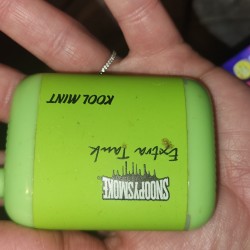 SNOOPYSMOKE
Extra Tank
KOOL MINT